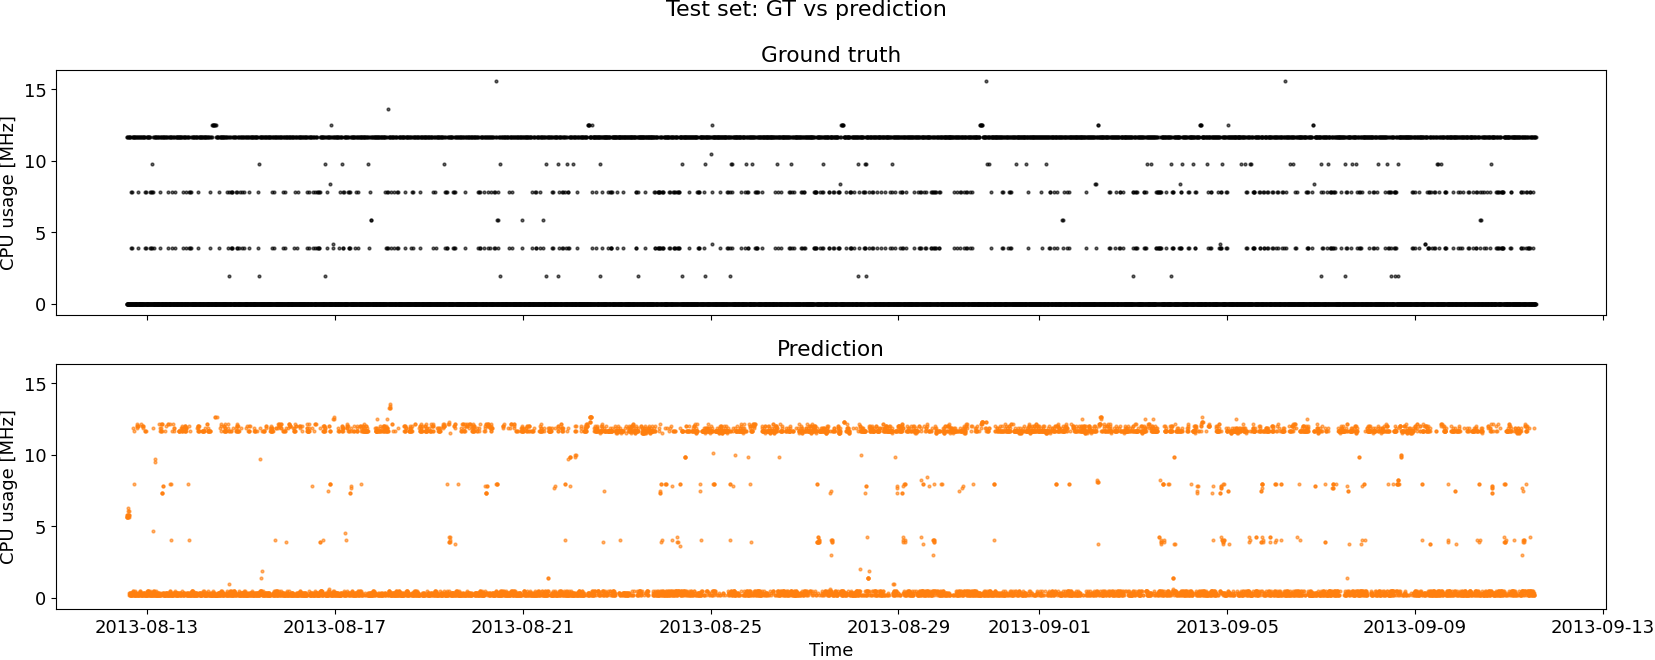 Test set: GT vs prediction
Ground truth
CPU usage [MHz]
15
10
5
0
Prediction
CPU usage [MHz]
15
10
5
0
2013-08-13 2013-08-17 2013-08-21 2013-08-25 2013-08-29 2013-09-01 2013-09-05 2013-09-09 2013-09-13
Time